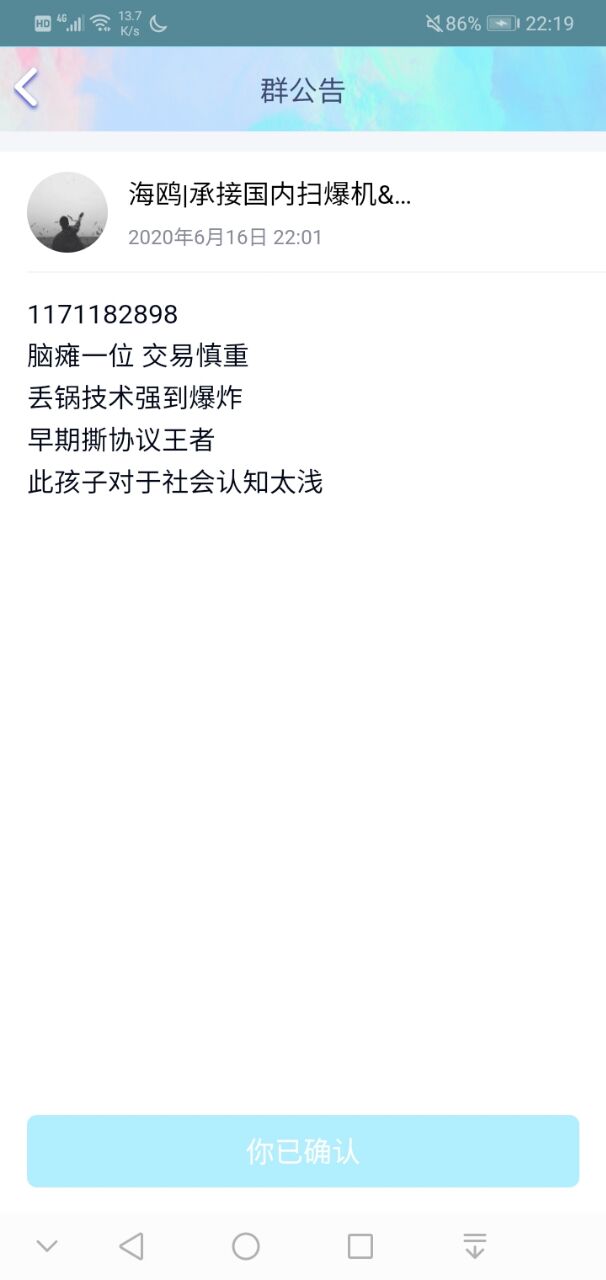 HD 4G 13.7 K/s 86% 22:19
群公告
海鸥|承接国内扫爆机&...
2020年6月16日 22:01
1171182898
脑瘫一位 交易慎重
丢锅技术强到爆炸
早期撕协议王者
此孩子对于社会认知太浅
你已确认